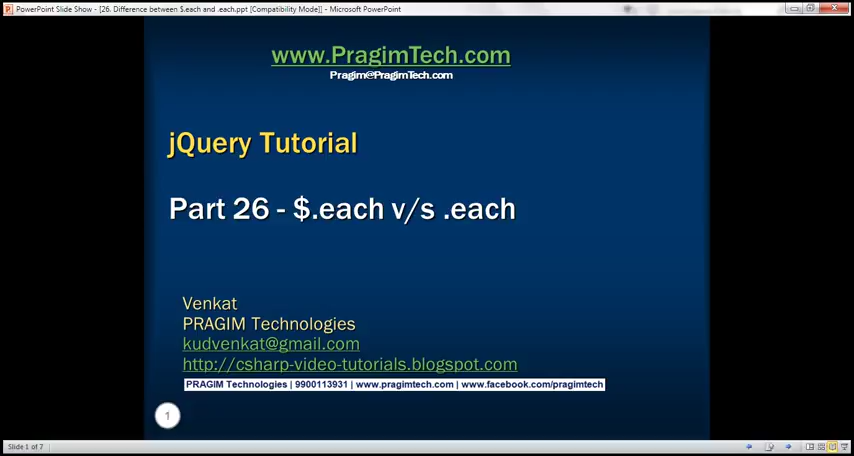 PowerPoint Slide Show - [26. Difference between $.each and .each.ppt [Compatibility Mode]] - Microsoft PowerPoint
www.PragimTech.com
Pragim@PragimTech.com
jQuery Tutorial
Part 26 - $.each v/s .each
Venkat
PRAGIM Technologies
kudvenkat@gmail.com
http://csharp-video-tutorials.blogspot.com
PRAGIM Technologies | 9900113931 | www.pragimtech.com | www.facebook.com/pragimtech
1
Slide 1 of 7